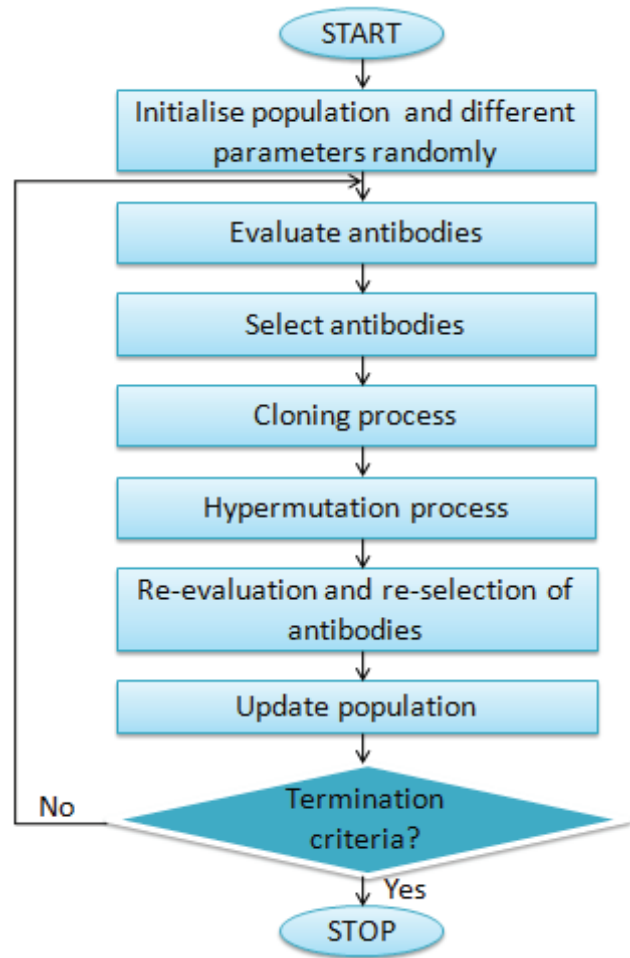 START
Initialise population and different
parameters randomly
Evaluate antibodies
Select antibodies
Cloning process
Hypermutation process
Re-evaluation and re-selection of
antibodies
Update population
Termination
criteria?
No
Yes
STOP